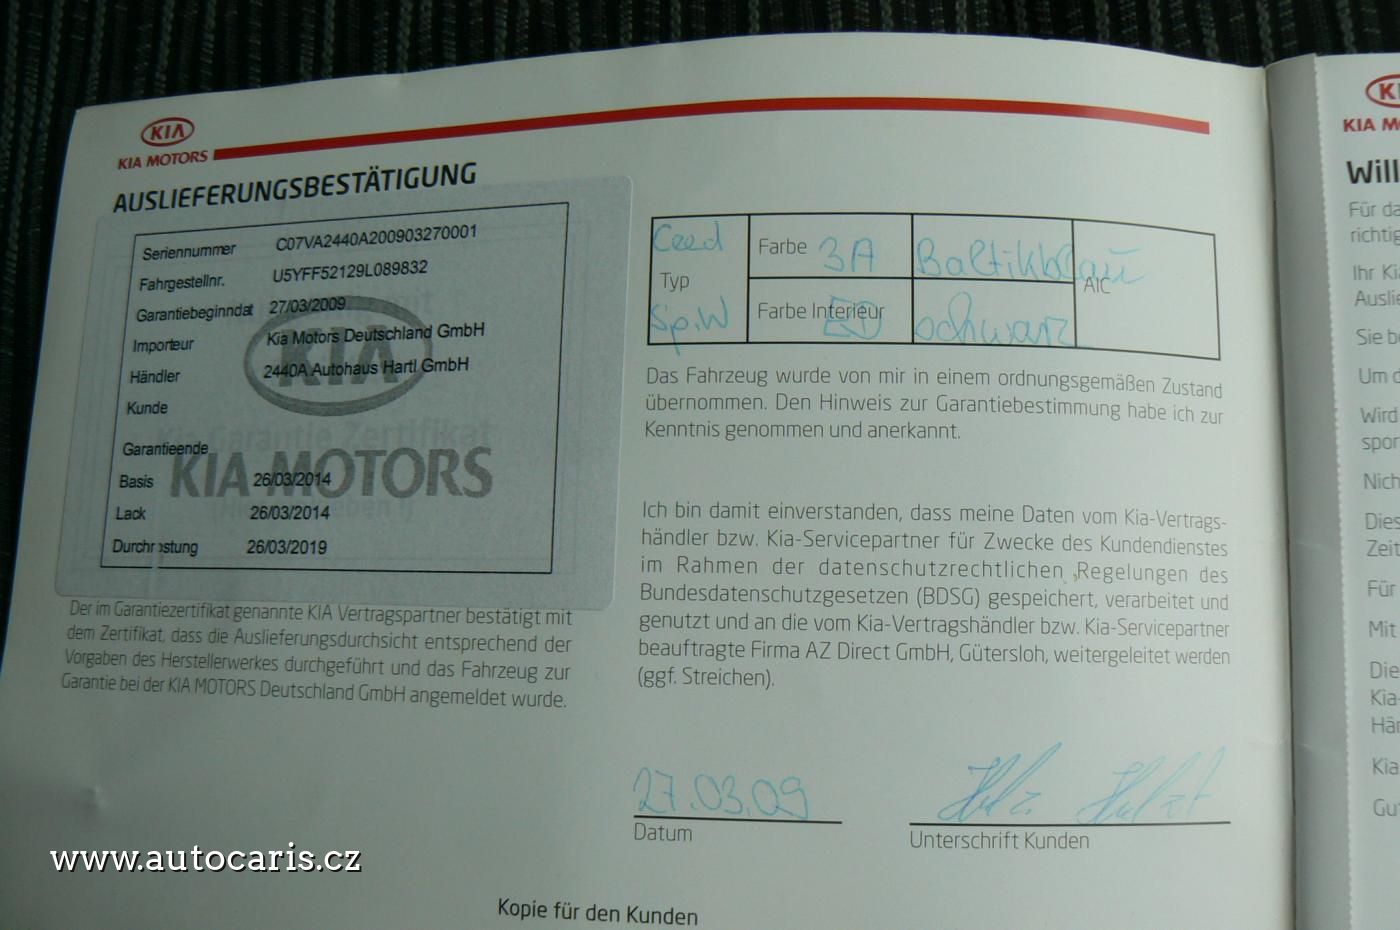 KIA
KIA MOTORS
AUSLIEFERUNGSBESTÄTIGUNG
Seriennummer C07VA2440A200903270001
Fahrgestellnr. U5YFF52129L089832
Garantiebeginndat 27/03/2009
Importeur Kia Motors Deutschland GmbH
Händler 2440A Autohaus Hartl GmbH
Kunde
Garantieende
Basis 26/03/2014
Lack 26/03/2014
Durchrostung 26/03/2019
KIA
Kia Garantie Zertifikat
KIA MOTORS
Der im Garantiezertifikat genannte KIA Vertragspartner bestätigt mit
dem Zertifikat, dass die Auslieferungsdurchsicht entsprechend der
Vorgaben des Herstellerwerkes durchgeführt und das Fahrzeug zur
Garantie bei der KIA MOTORS Deutschland GmbH angemeldet wurde.
Ceed
Typ
Sp.W
Farbe 3A Baltikblau
Farbe Interieur ED schwarz
AIC
Das Fahrzeug wurde von mir in einem ordnungsgemäßen Zustand
übernommen. Den Hinweis zur Garantiebestimmung habe ich zur
Kenntnis genommen und anerkannt.
Ich bin damit einverstanden, dass meine Daten vom Kia-Vertrags-
händler bzw. Kia-Servicepartner für Zwecke des Kundendienstes
im Rahmen der datenschutzrechtlichen Regelungen des
Bundesdatenschutzgesetzen (BDSG) gespeichert, verarbeitet und
genutzt und an die vom Kia-Vertragshändler bzw. Kia-Servicepartner
beauftragte Firma AZ Direct GmbH, Gütersloh, weitergeleitet werden
(ggf. Streichen).
27.03.09
Datum
Unterschrift Kunden
Kopie für den Kunden
www.autocaris.cz
KIA MO
Will
Für da
richtig
Ihr Kia
Auslie
Sie be
Um d
Wird
spor
Nich
Dies
Zeit
Für
Mit
Die
Kia-
Här
Kia
Gu